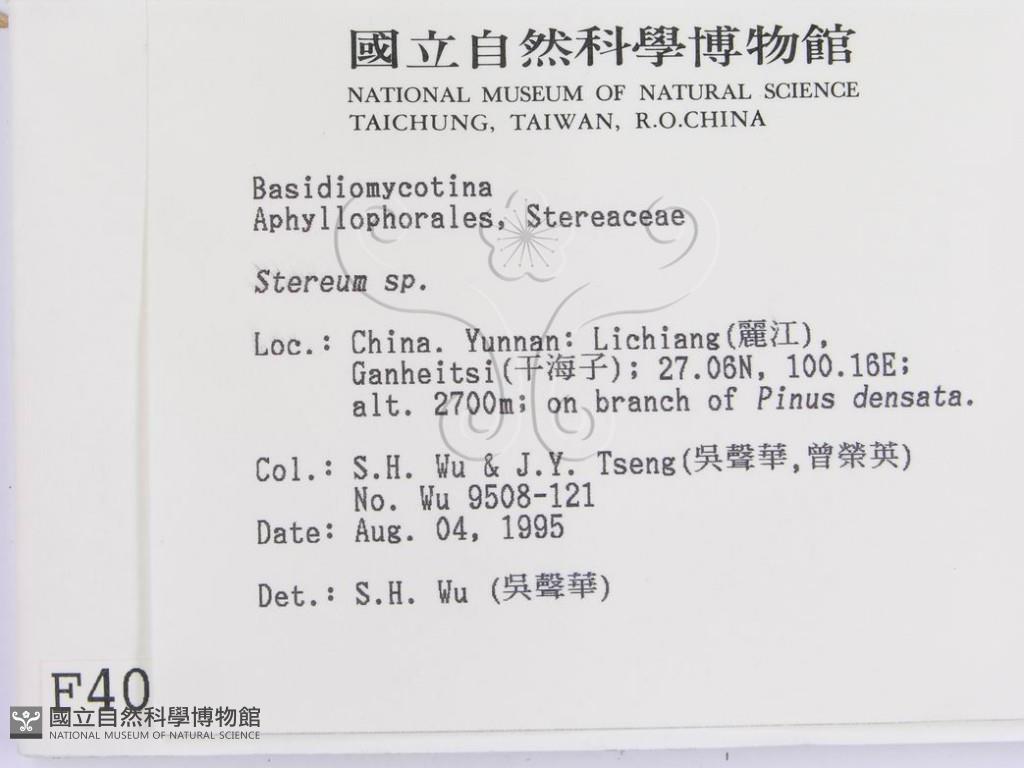 國立自然科學博物館
NATIONAL MUSEUM OF NATURAL SCIENCE
TAICHUNG, TAIWAN, R.O.CHINA
Basidiomycotina
Aphyllophorales, Stereaceae
Stereum sp.
Loc.: China. Yunnan: Lichiang(麗江),
Ganheitsi(干海子); 27.06N, 100.16E;
alt. 2700m; on branch of Pinus densata.
Col.: S.H. Wu & J.Y. Tseng(吳聲華,曾榮英)
No. Wu 9508-121
Date: Aug. 04, 1995
Det.: S.H. Wu (吳聲華)
F40
國立自然科學博物館
NATIONAL MUSEUM OF NATURAL SCIENCE